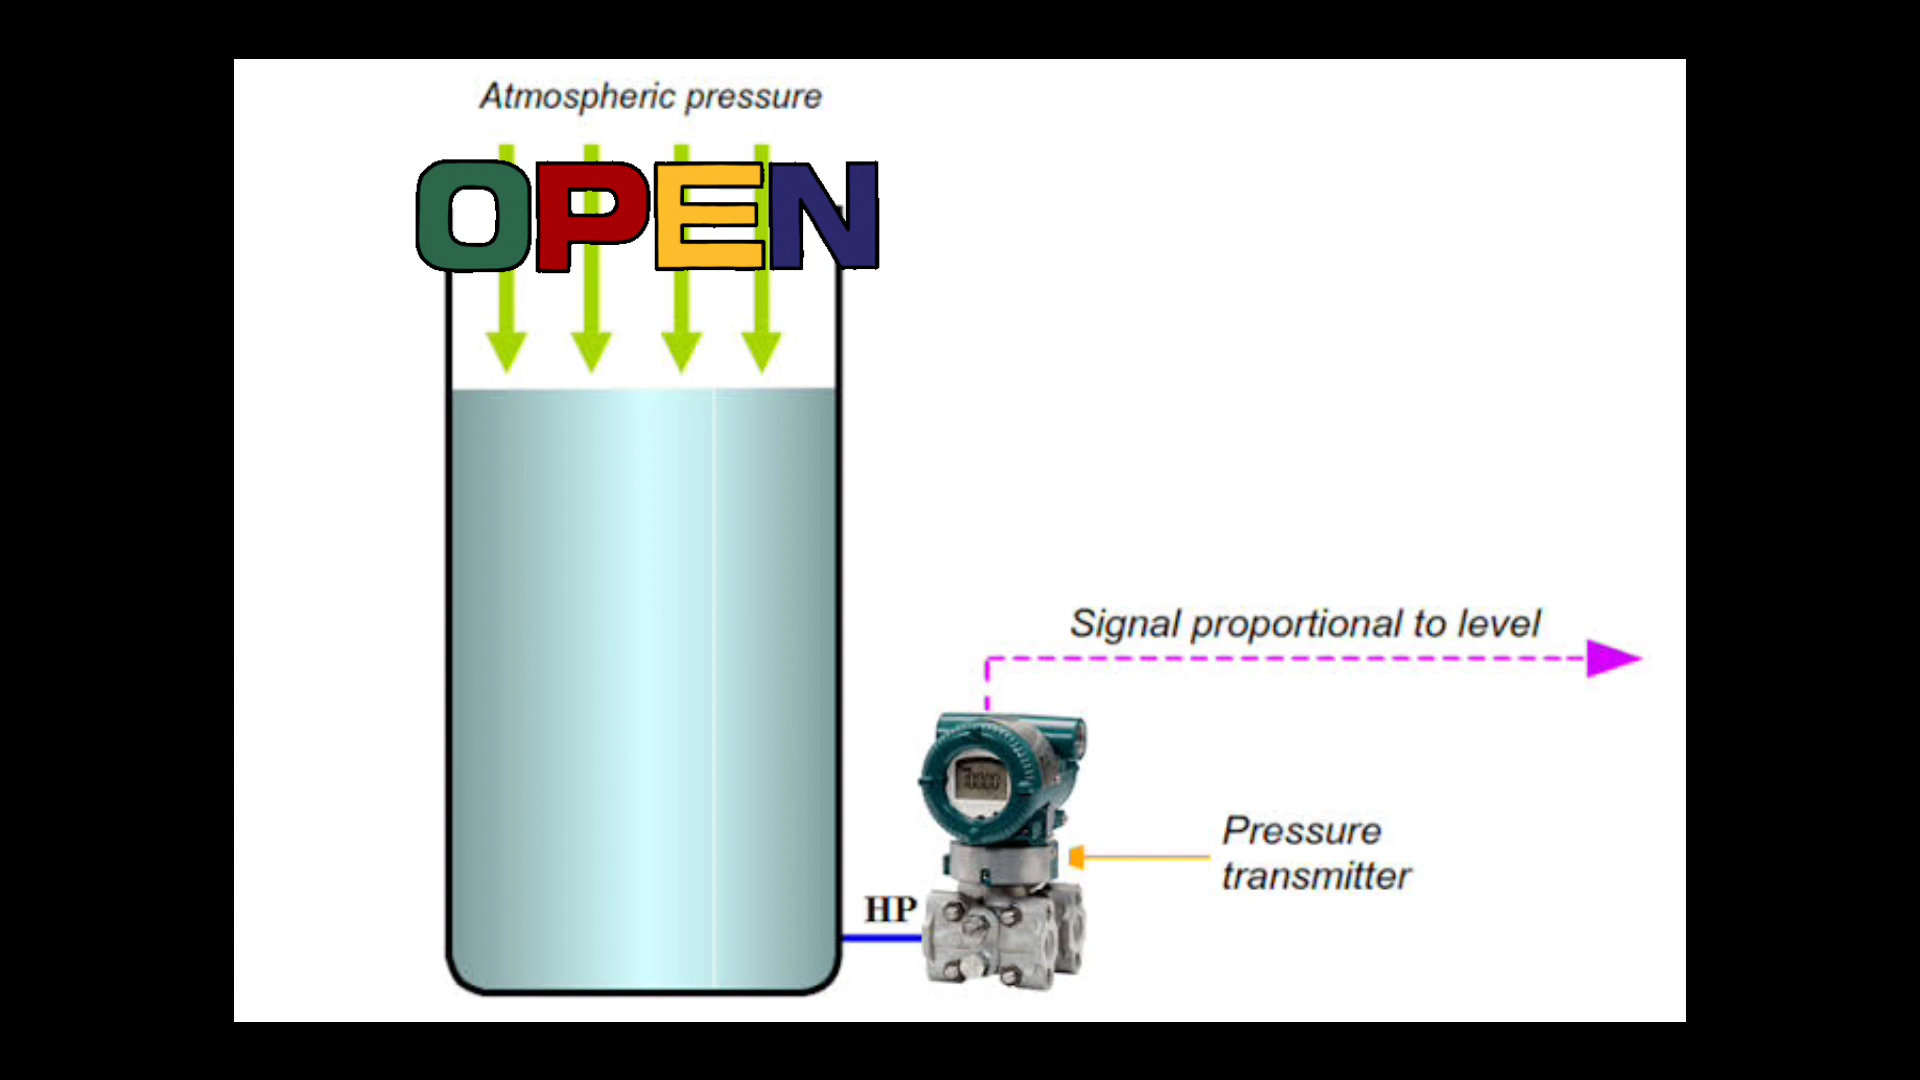 Atmospheric pressure
OPEN
Signal proportional to level
Pressure
transmitter
HP